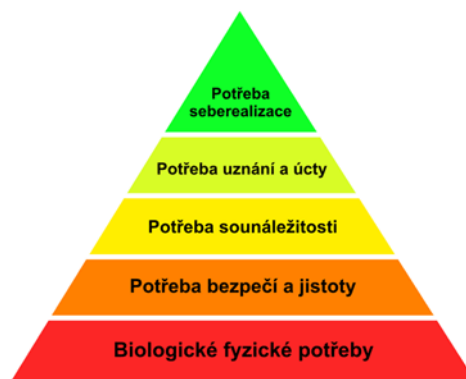 Potřeba
seberealizace
Potřeba uznání a úcty
Potřeba sounáležitosti
Potřeba bezpečí a jistoty
Biologické fyzické potřeby